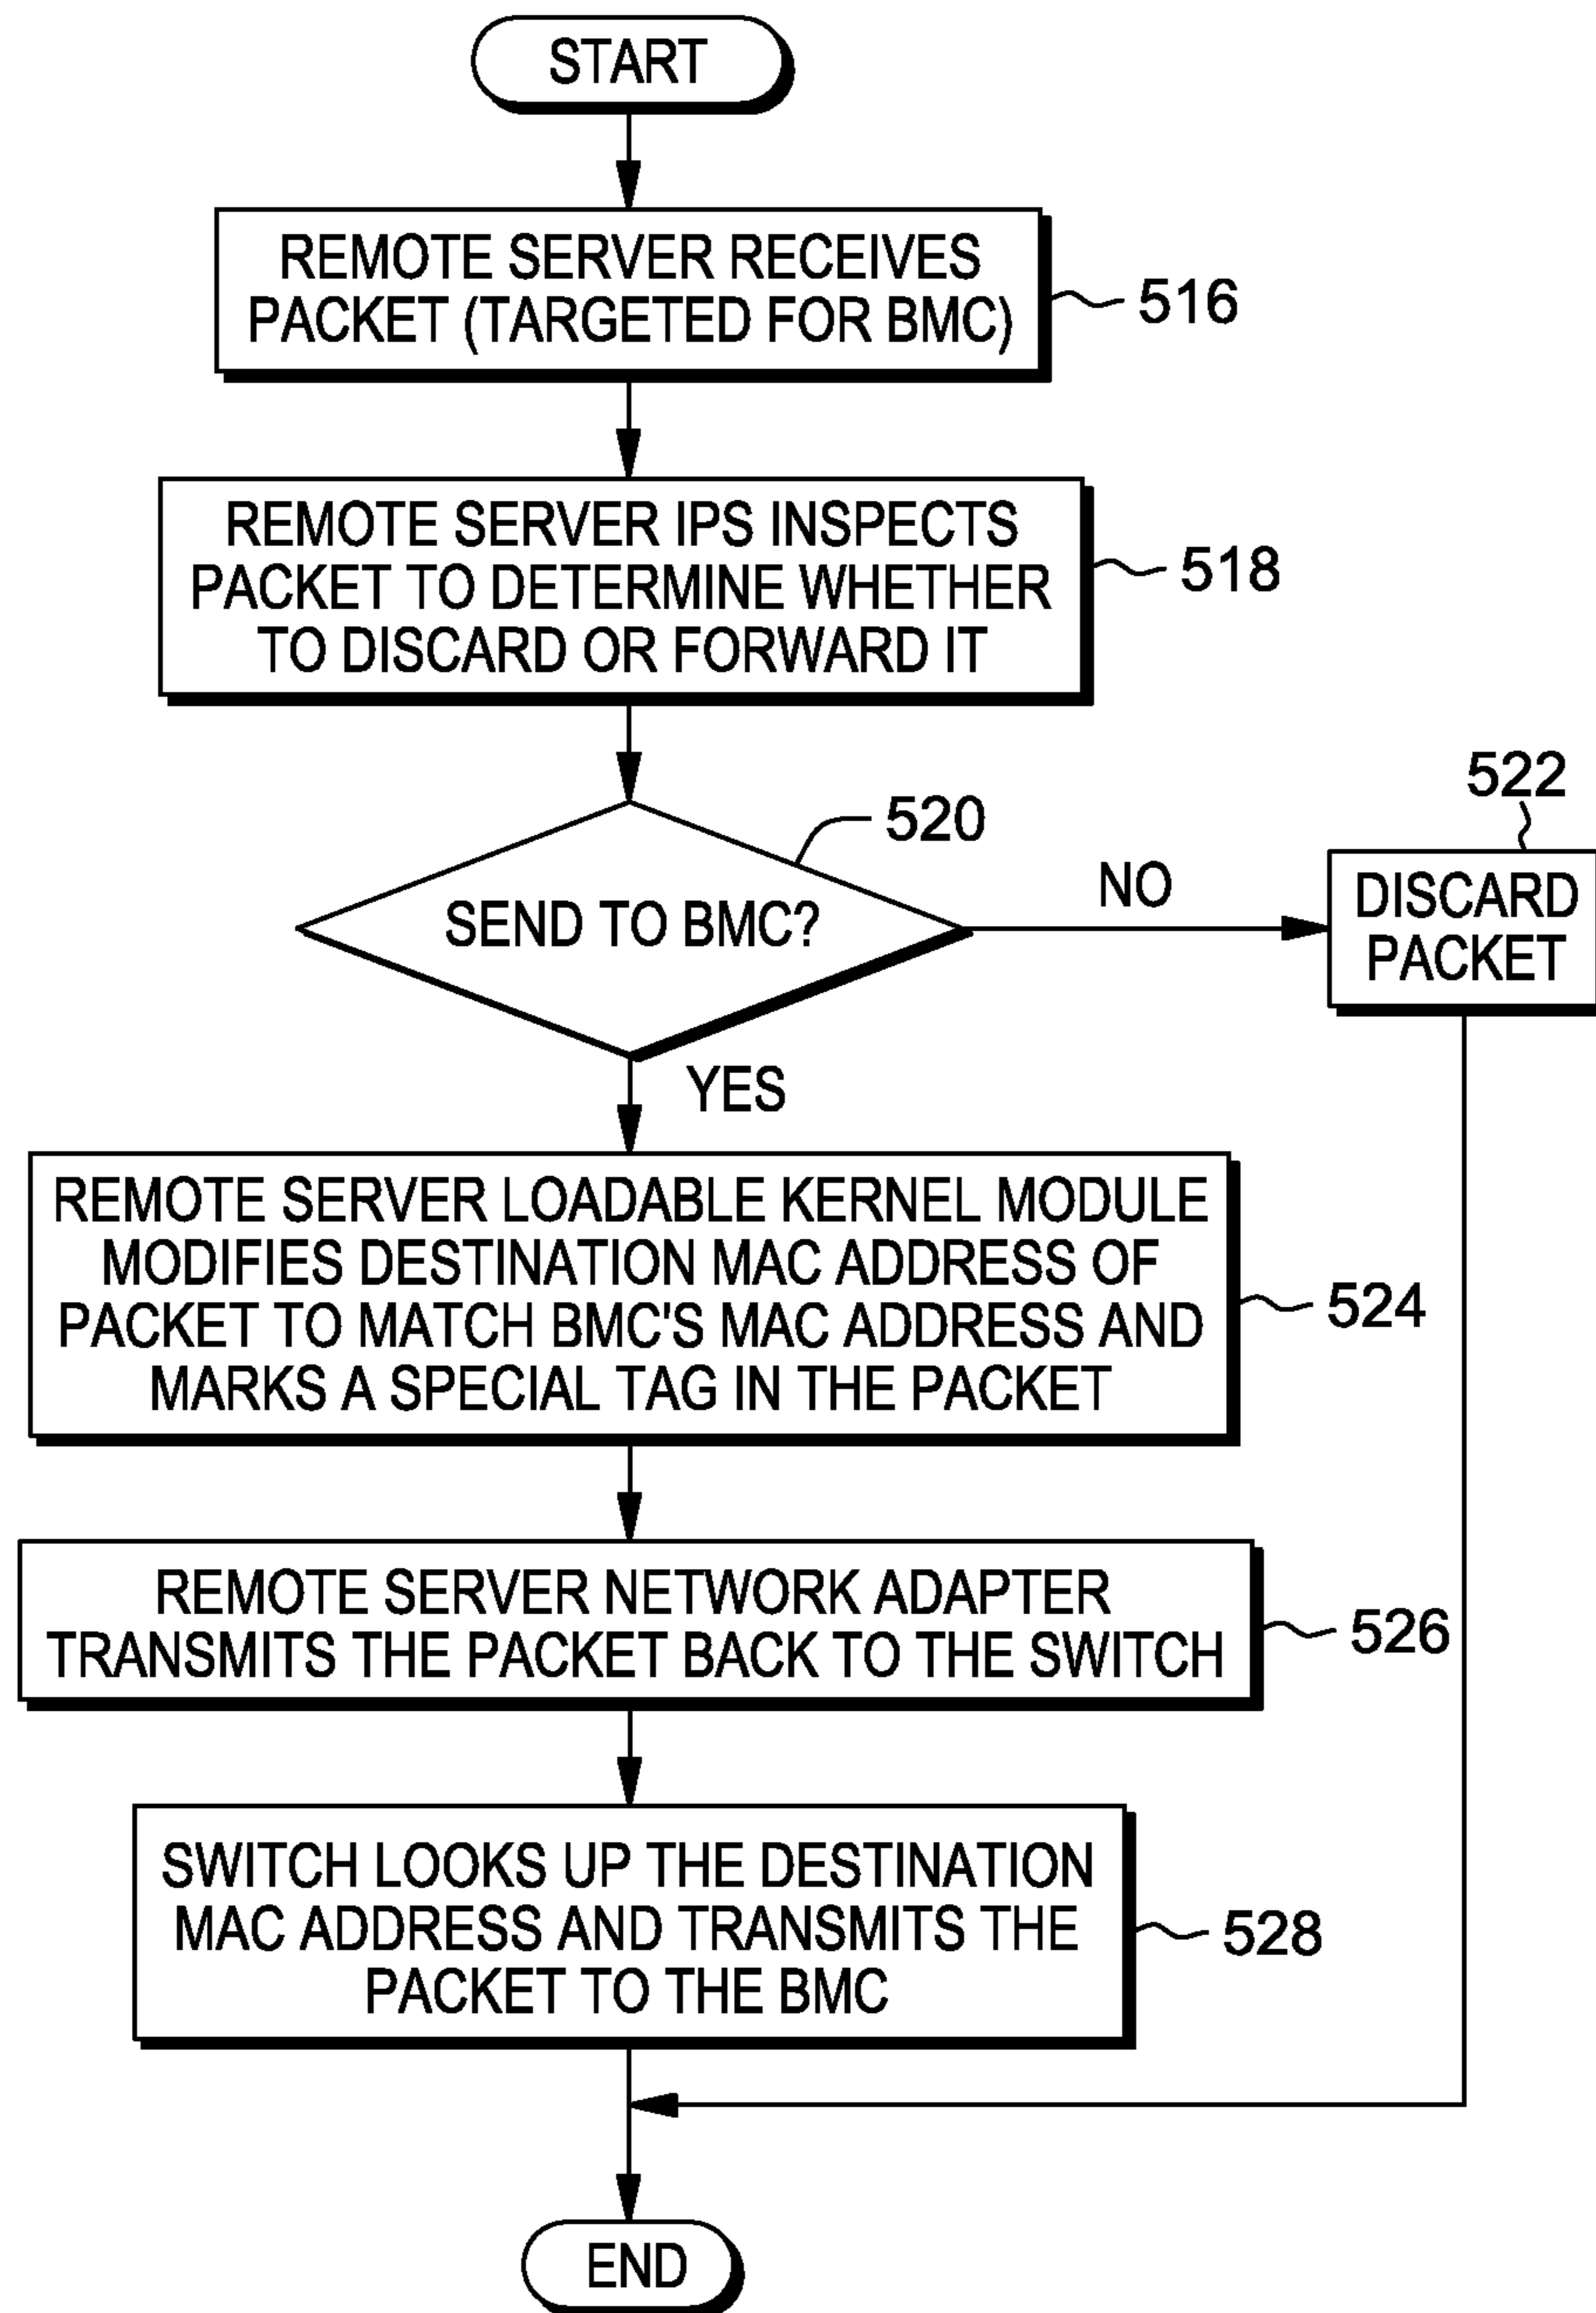 START
REMOTE SERVER RECEIVES
PACKET (TARGETED FOR BMC)
516
REMOTE SERVER IPS INSPECTS
PACKET TO DETERMINE WHETHER
TO DISCARD OR FORWARD IT
518
520
SEND TO BMC?
NO
522
DISCARD
PACKET
YES
REMOTE SERVER LOADABLE KERNEL MODULE
MODIFIES DESTINATION MAC ADDRESS OF
PACKET TO MATCH BMC'S MAC ADDRESS AND
MARKS A SPECIAL TAG IN THE PACKET
524
REMOTE SERVER NETWORK ADAPTER
TRANSMITS THE PACKET BACK TO THE SWITCH
526
SWITCH LOOKS UP THE DESTINATION
MAC ADDRESS AND TRANSMITS THE
PACKET TO THE BMC
528
END